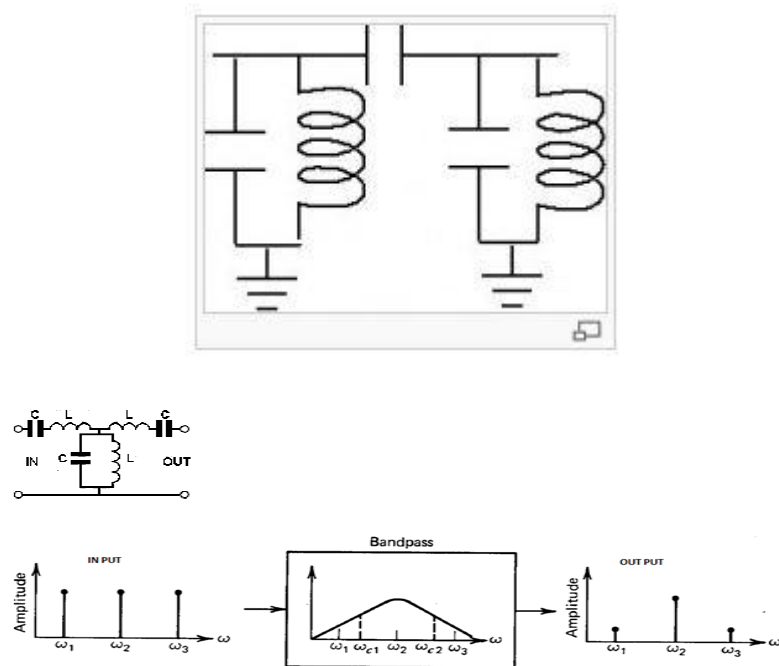 C L L C
IN C L OUT
Bandpass
IN PUT OUT PUT
Amplitude Amplitude
ω1 ω2 ω3 ω ω1 ωc1 ω2 ωc2 ω3 ω ω1 ω2 ω3 ω